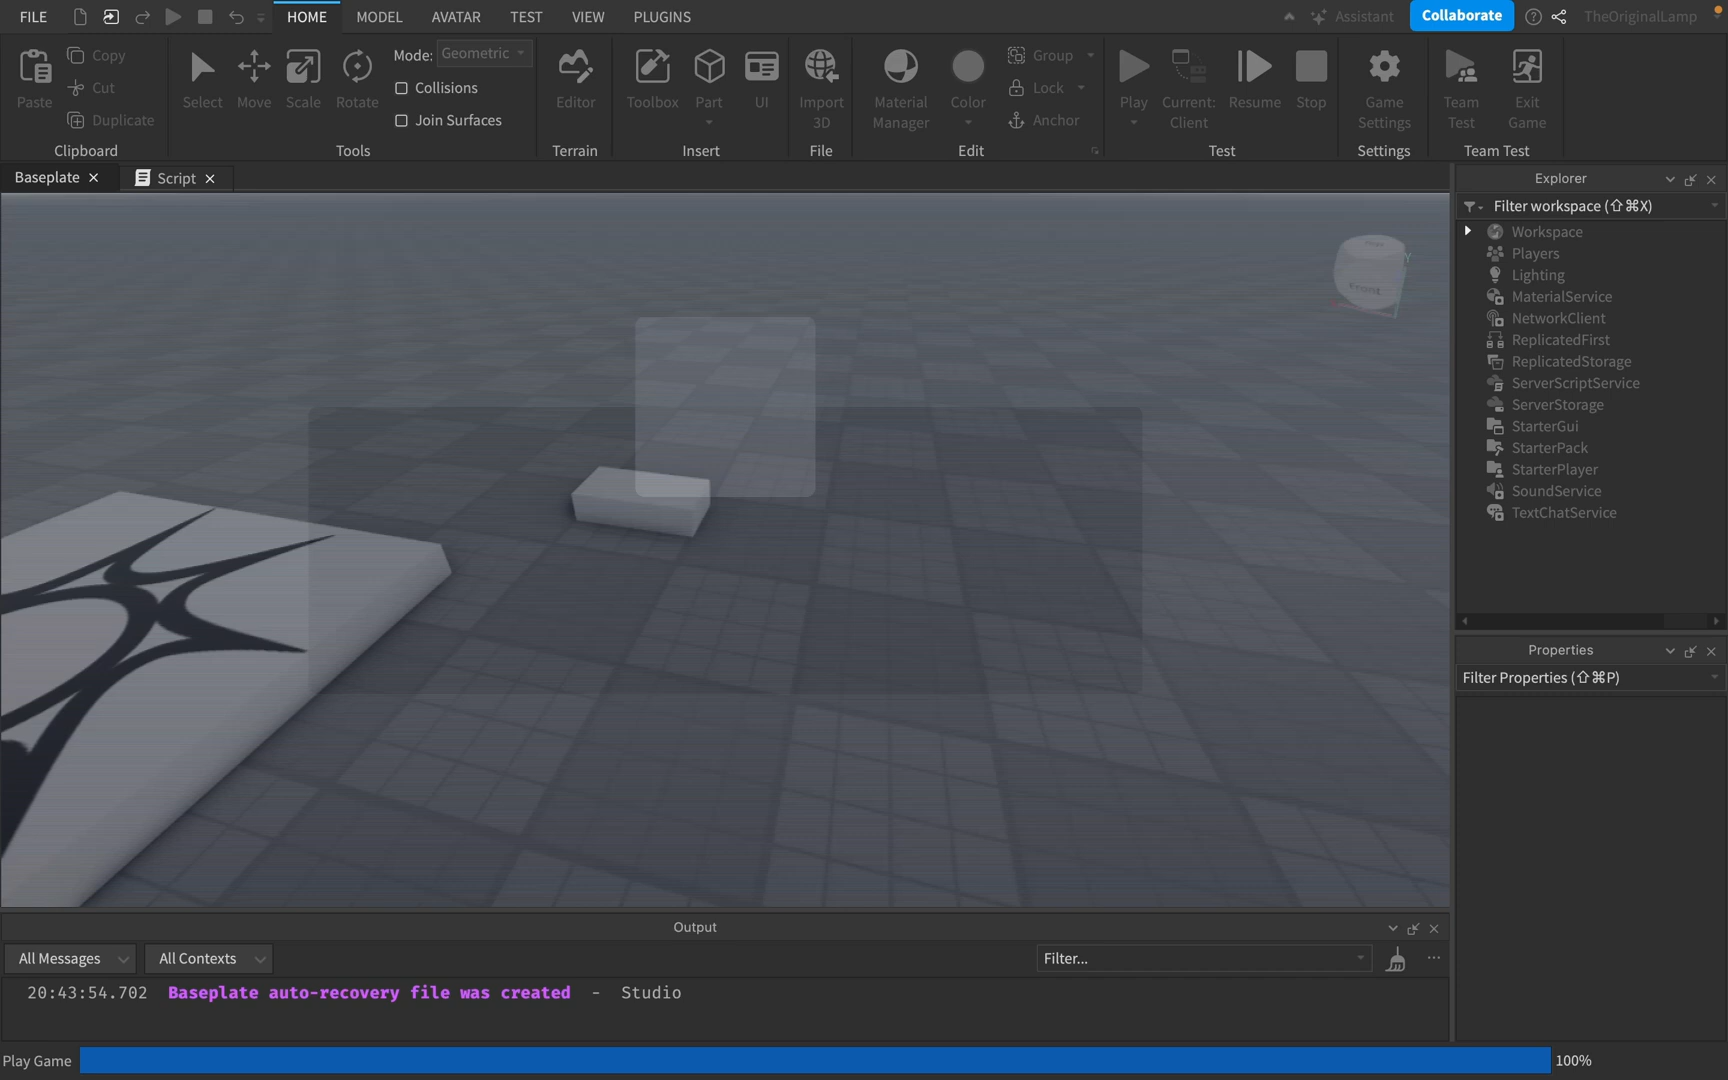 FILE HOME MODEL AVATAR TEST VIEW PLUGINS Assistant Collaborate TheOriginalLamp
Paste
Copy
Cut
Duplicate
Clipboard
Select Move Scale Rotate
Mode: Geometric
Collisions
Join Surfaces
Tools
Editor
Terrain
Toolbox Part UI
Insert
Import
3D
File
Material
Manager
Color
Group
Lock
Anchor
Edit
Play
Current:
Client
Resume
Stop
Test
Game
Settings
Settings
Team
Test
Exit
Game
Team Test
Baseplate
Script
Front
Y
Explorer
Filter workspace (⇧⌘X)
Workspace
Players
Lighting
MaterialService
NetworkClient
ReplicatedFirst
ReplicatedStorage
ServerScriptService
ServerStorage
StarterGui
StarterPack
StarterPlayer
SoundService
TextChatService
Properties
Filter Properties (⇧⌘P)
Output
All Messages All Contexts Filter...
20:43:54.702 Baseplate auto-recovery file was created - Studio
Play Game 100%